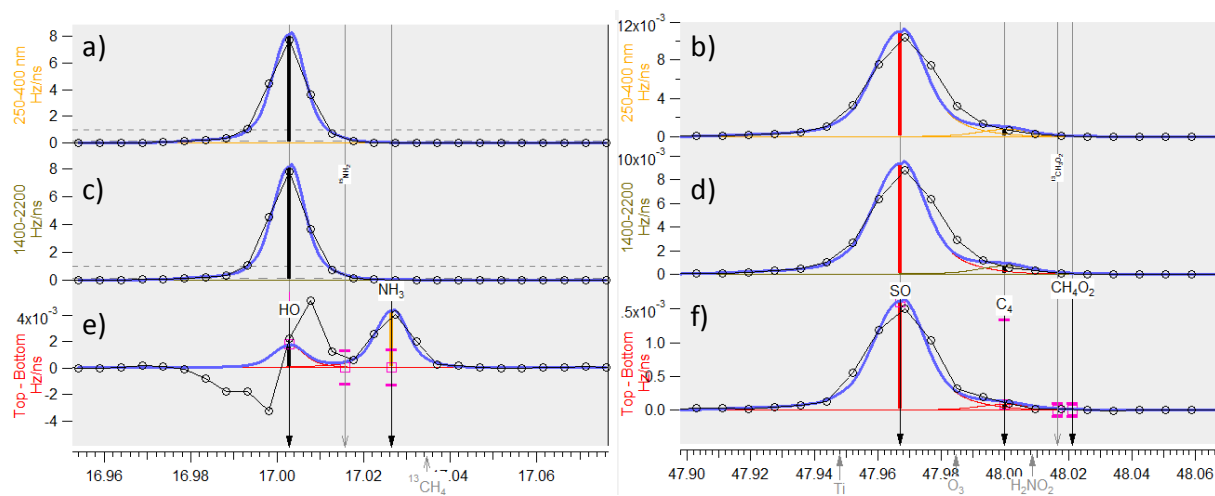 a)
250-400 nm
Hz/ns
8
6
4
2
0
¹⁵NH₂
c)
1400-2200
Hz/ns
8
6
4
2
0
HO
NH₃
e)
Top - Bottom
Hz/ns
4x10⁻³
2
0
-2
-4
16.96
16.98
17.00
17.02
17.04
17.06
¹³CH₄
b)
250-400 nm
Hz/ns
12x10⁻³
8
4
0
¹³CH₃O₂
d)
1400-2200
Hz/ns
10x10⁻³
8
6
4
2
0
SO
C₄
CH₄O₂
f)
Top - Bottom
Hz/ns
.5x10⁻³
1.0
0.5
0.0
47.90
47.92
47.94
47.96
47.98
48.00
48.02
48.04
48.06
Ti
O₃
H₂NO₂